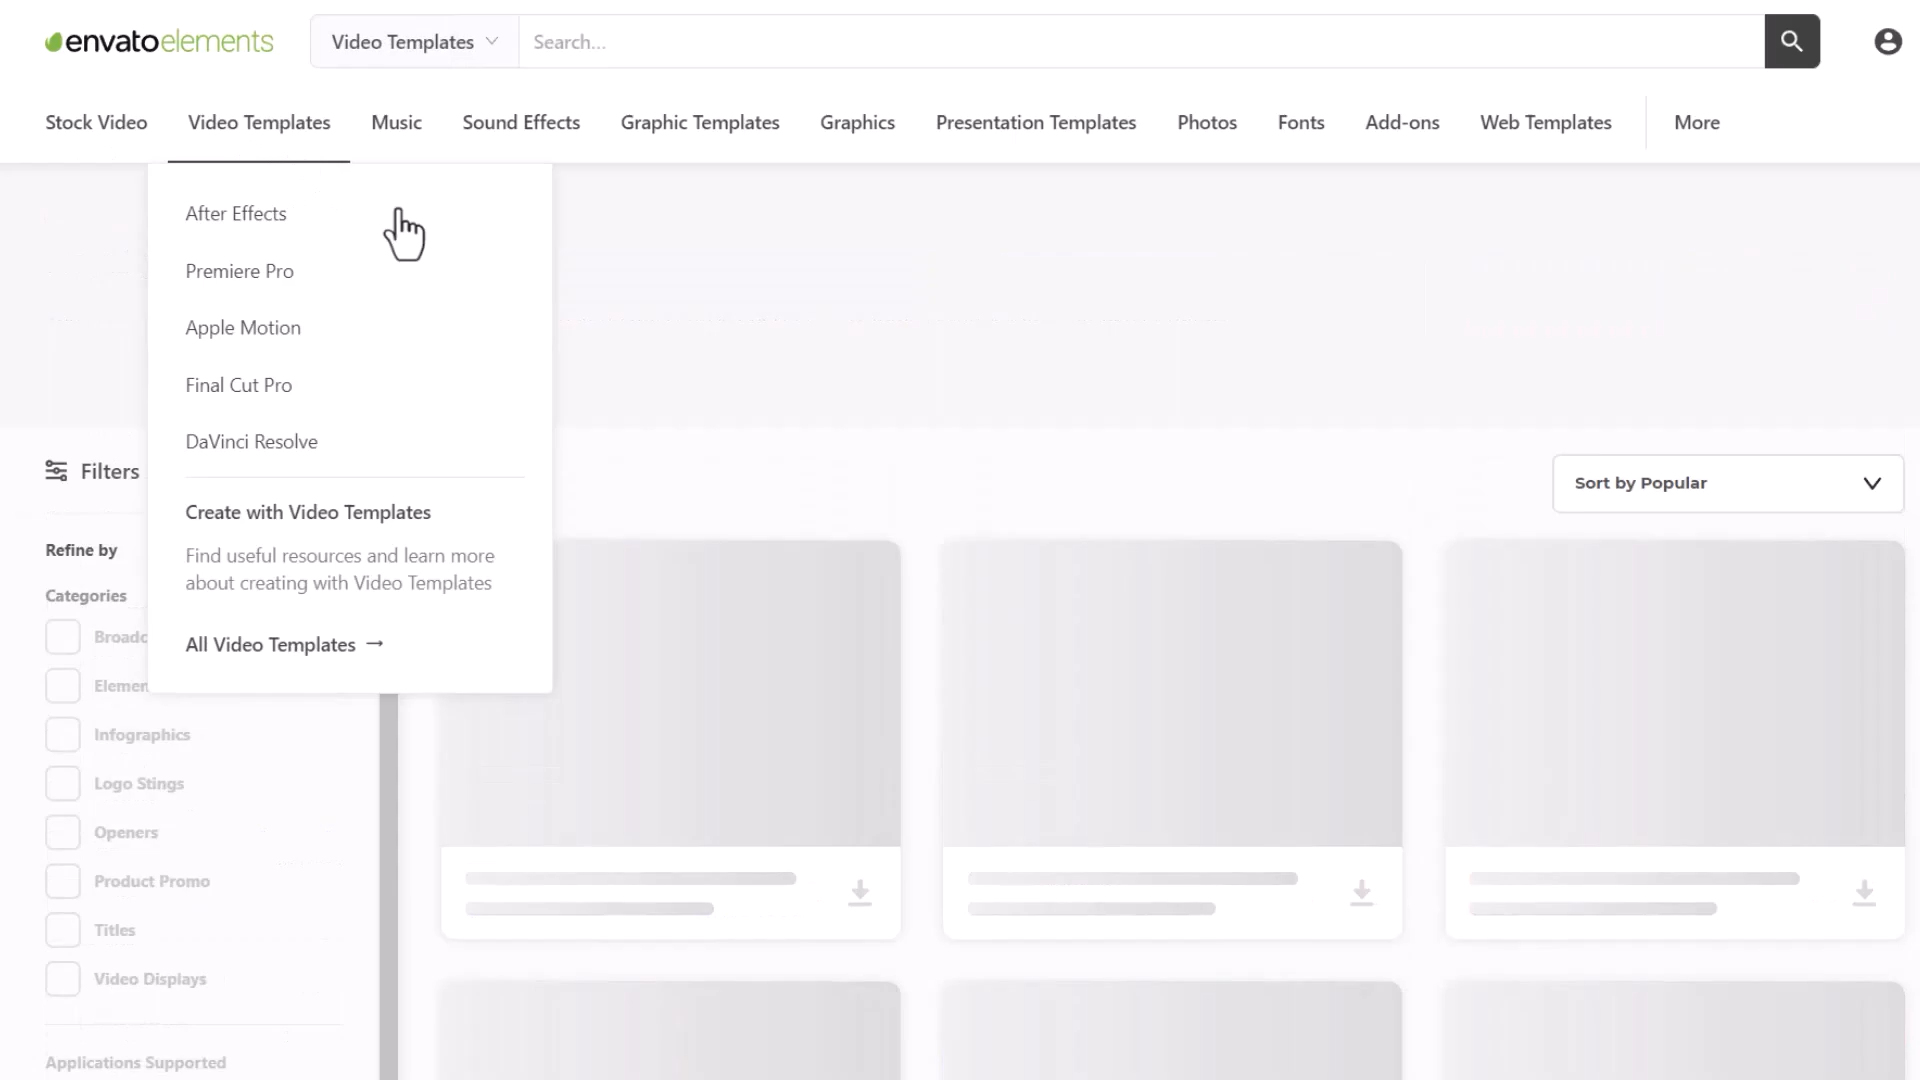 envatoelements
Video Templates
Search...
Stock Video
Video Templates
Music
Sound Effects
Graphic Templates
Graphics
Presentation Templates
Photos
Fonts
Add-ons
Web Templates
More
After Effects
Premiere Pro
Apple Motion
Final Cut Pro
DaVinci Resolve
Create with Video Templates
Find useful resources and learn more
about creating with Video Templates
All Video Templates →
Filters
Sort by Popular
Refine by
Categories
Broadc
Elemen
Infographics
Logo Stings
Openers
Product Promo
Titles
Video Displays
Applications Supported